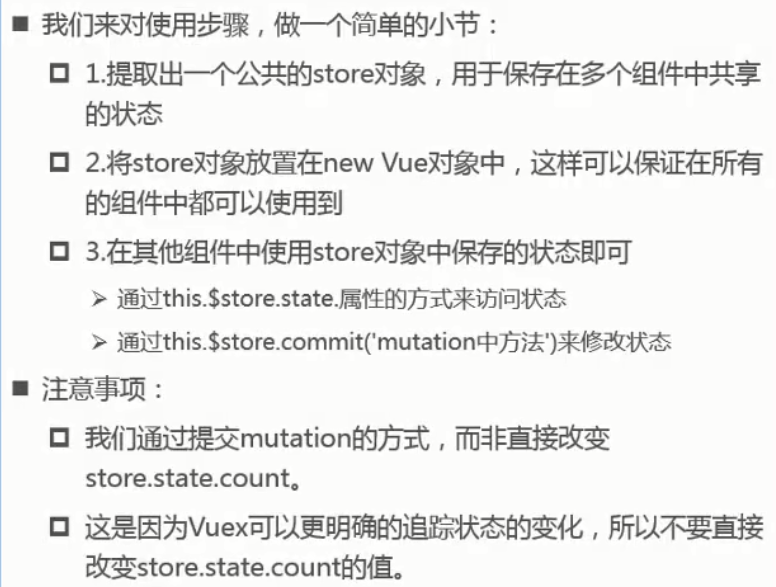 我们来对使用步骤，做一个简单的小节：
1.提取出一个公共的store对象，用于保存在多个组件中共享
的状态
2.将store对象放置在new Vue对象中，这样可以保证在所有
的组件中都可以使用到
3.在其他组件中使用store对象中保存的状态即可
通过this.$store.state.属性的方式来访问状态
通过this.$store.commit('mutation中方法')来修改状态
注意事项：
我们通过提交mutation的方式，而非直接改变
store.state.count。
这是因为Vuex可以更明确的追踪状态的变化，所以不要直接
改变store.state.count的值。